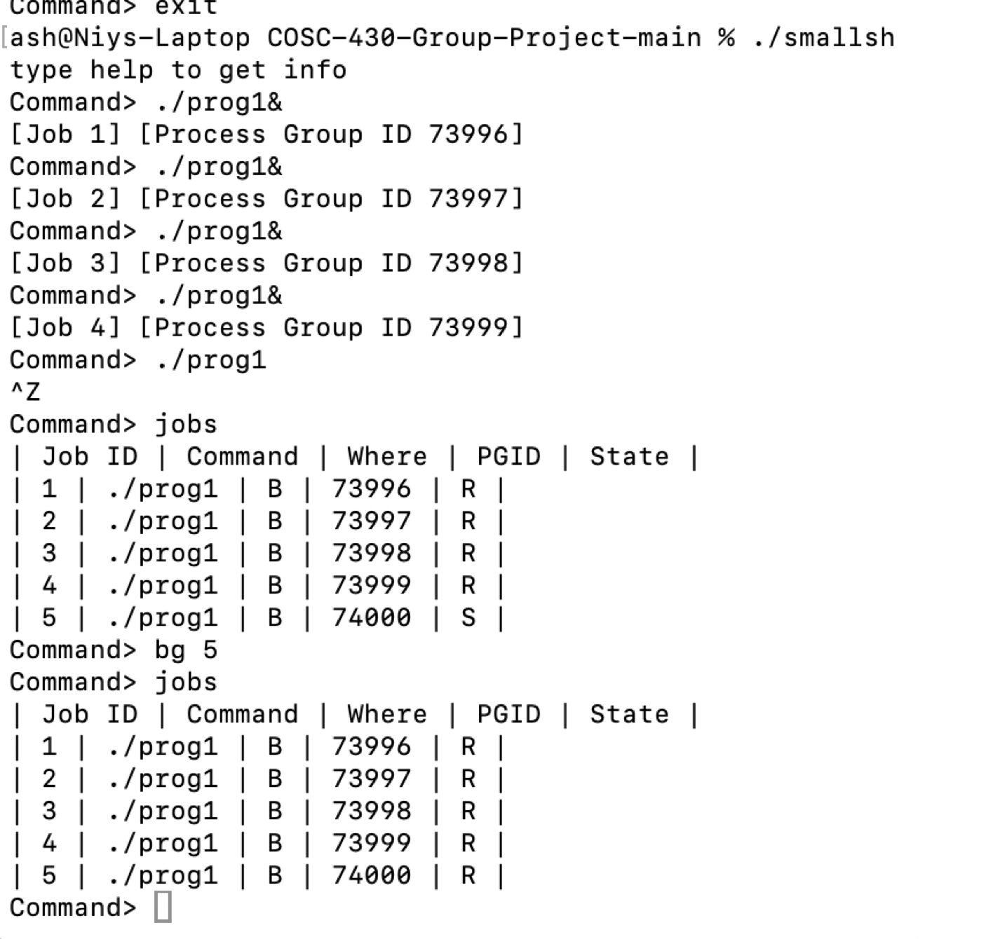 Command> exit
[ash@Niys-Laptop COSC-430-Group-Project-main % ./smallsh
type help to get info
Command> ./prog1&
[Job 1] [Process Group ID 73996]
Command> ./prog1&
[Job 2] [Process Group ID 73997]
Command> ./prog1&
[Job 3] [Process Group ID 73998]
Command> ./prog1&
[Job 4] [Process Group ID 73999]
Command> ./prog1
^Z
Command> jobs
| Job ID | Command | Where | PGID | State |
| 1 | ./prog1 | B | 73996 | R |
| 2 | ./prog1 | B | 73997 | R |
| 3 | ./prog1 | B | 73998 | R |
| 4 | ./prog1 | B | 73999 | R |
| 5 | ./prog1 | B | 74000 | S |
Command> bg 5
Command> jobs
| Job ID | Command | Where | PGID | State |
| 1 | ./prog1 | B | 73996 | R |
| 2 | ./prog1 | B | 73997 | R |
| 3 | ./prog1 | B | 73998 | R |
| 4 | ./prog1 | B | 73999 | R |
| 5 | ./prog1 | B | 74000 | R |
Command>